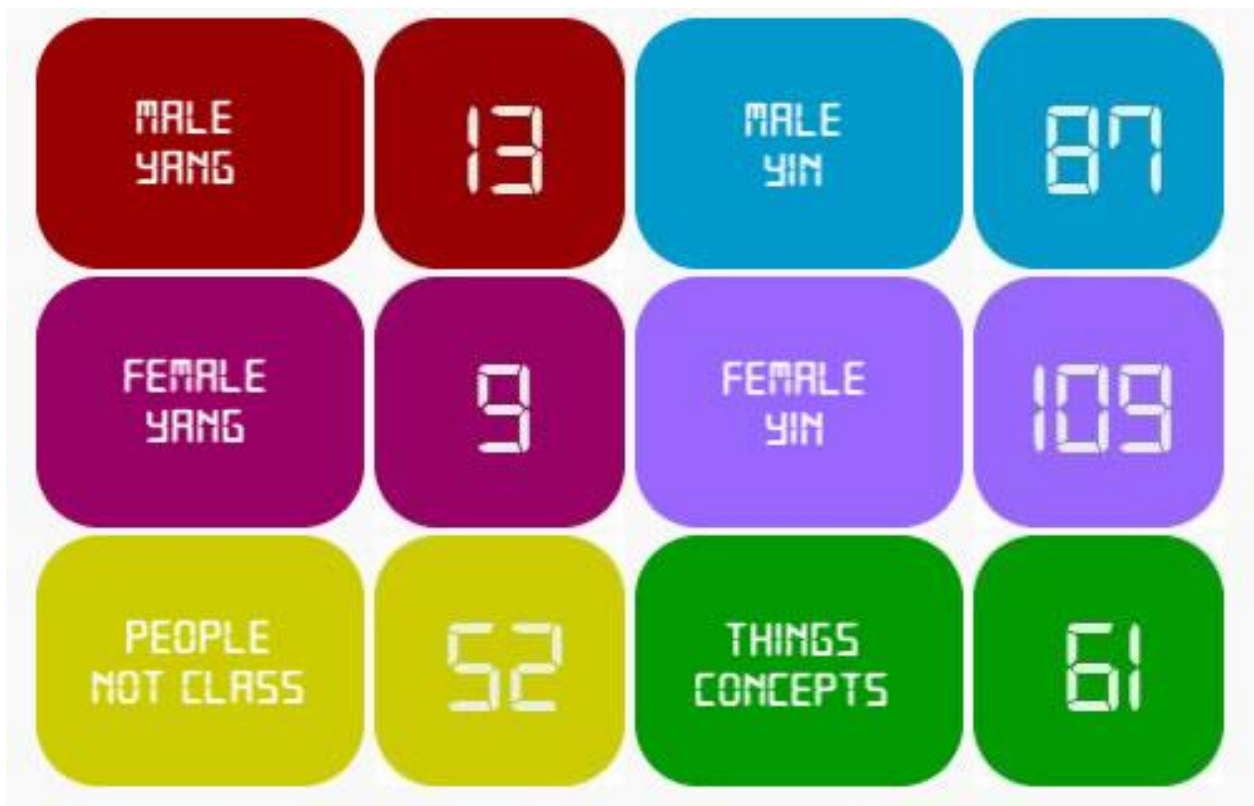 MALE
YANG
13
MALE
YIN
87
FEMALE
YANG
9
FEMALE
YIN
109
PEOPLE
NOT CLASS
52
THINGS
CONCEPTS
61